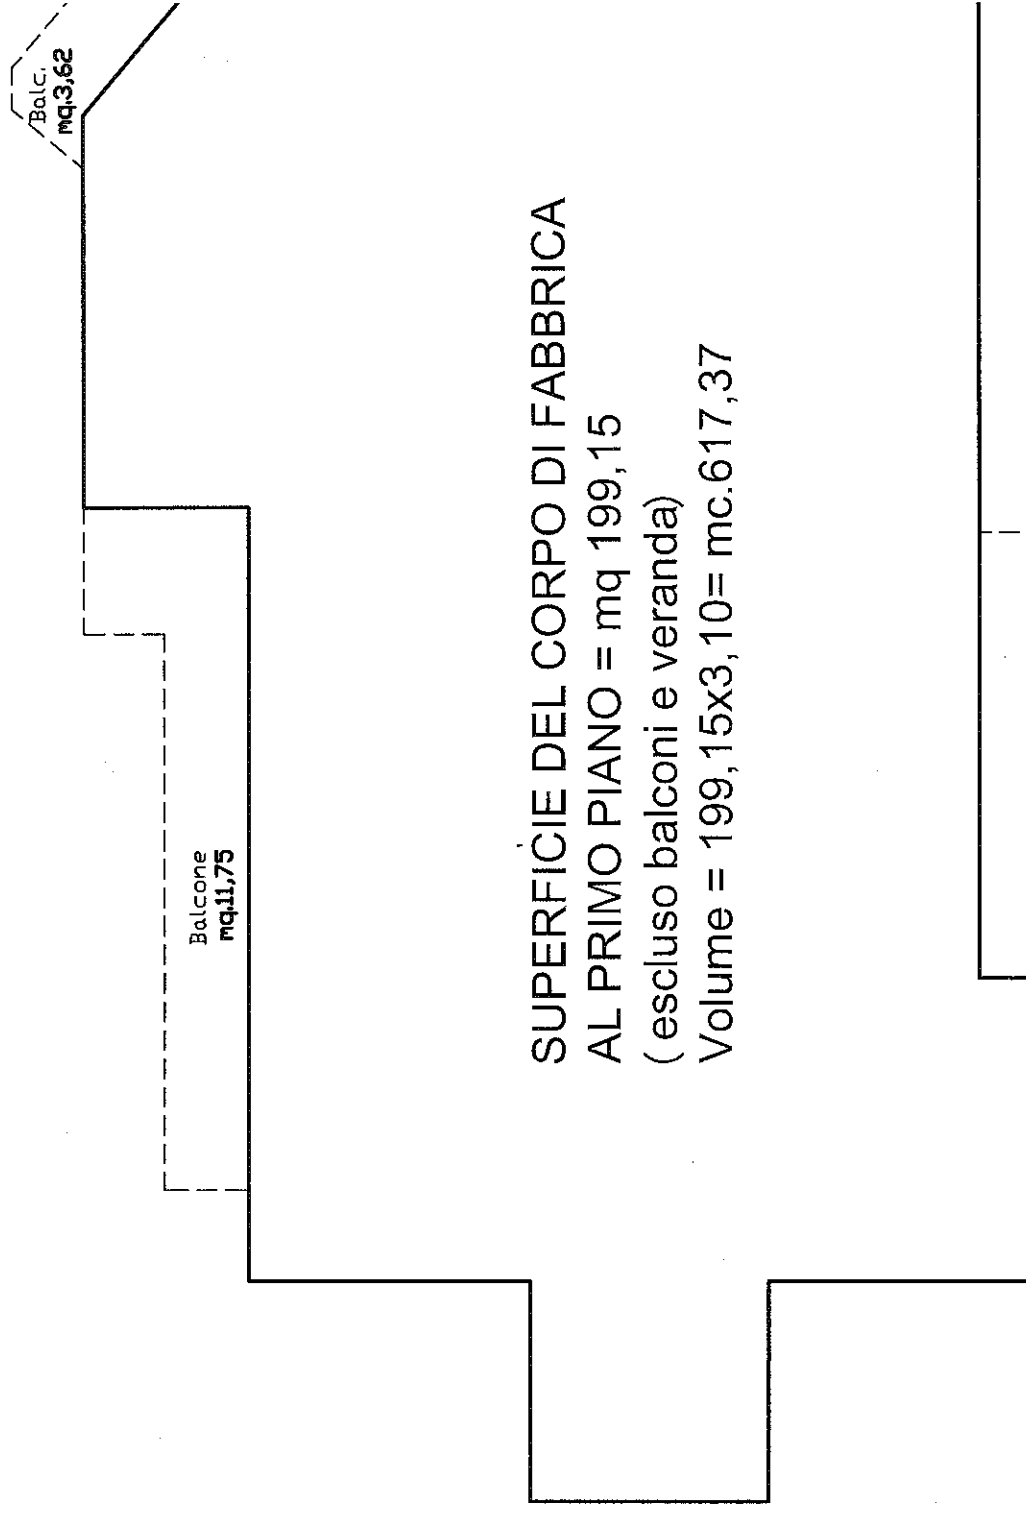 Balc.
mq.3,62
Balcone
mq.11,75
SUPERFICIE DEL CORPO DI FABBRICA
AL PRIMO PIANO = mq 199,15
( escluso balconi e veranda)
Volume = 199,15x3,10= mc.617,37